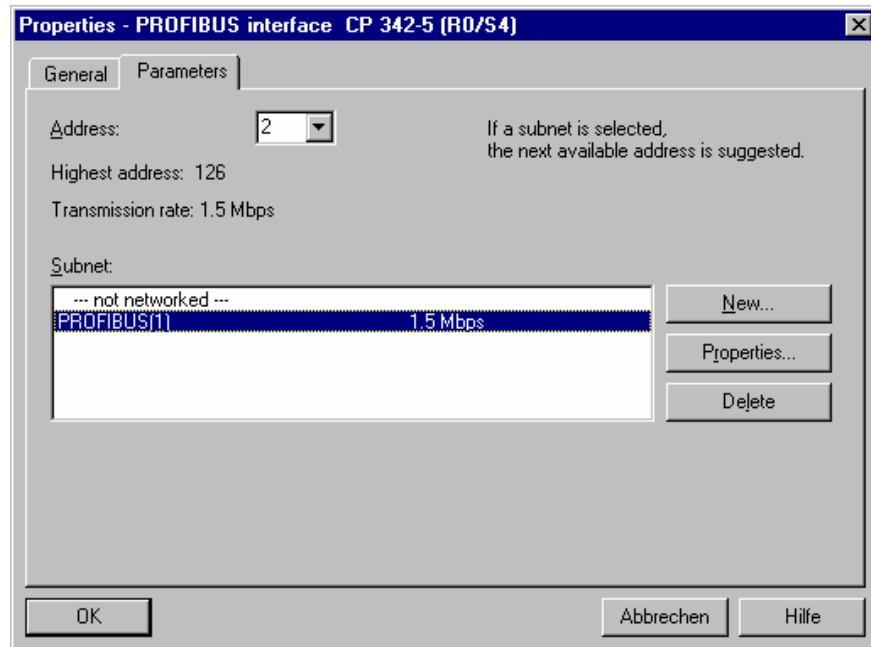 Properties - PROFIBUS interface  CP 342-5 (R0/S4)
General
Parameters
Address:
2
If a subnet is selected,
the next available address is suggested.
Highest address: 126
Transmission rate: 1.5 Mbps
Subnet:
--- not networked ---
PROFIBUS(1) 1.5 Mbps
New...
Properties...
Delete
OK
Abbrechen
Hilfe